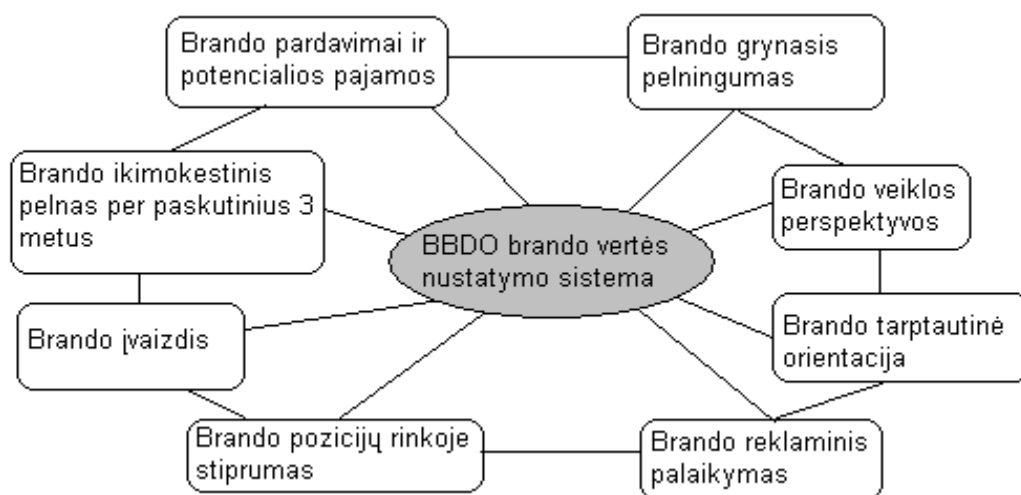 Brando pardavimai ir
potencialios pajamos
Brando grynasis
pelningumas
Brando ikimokestinis
pelnas per paskutinius 3
metus
Brando veiklos
perspektyvos
BBDO brando vertės
nustatymo sistema
Brando įvaizdis
Brando tarptautinė
orientacija
Brando pozicijų rinkoje
stiprumas
Brando reklaminis
palaikymas